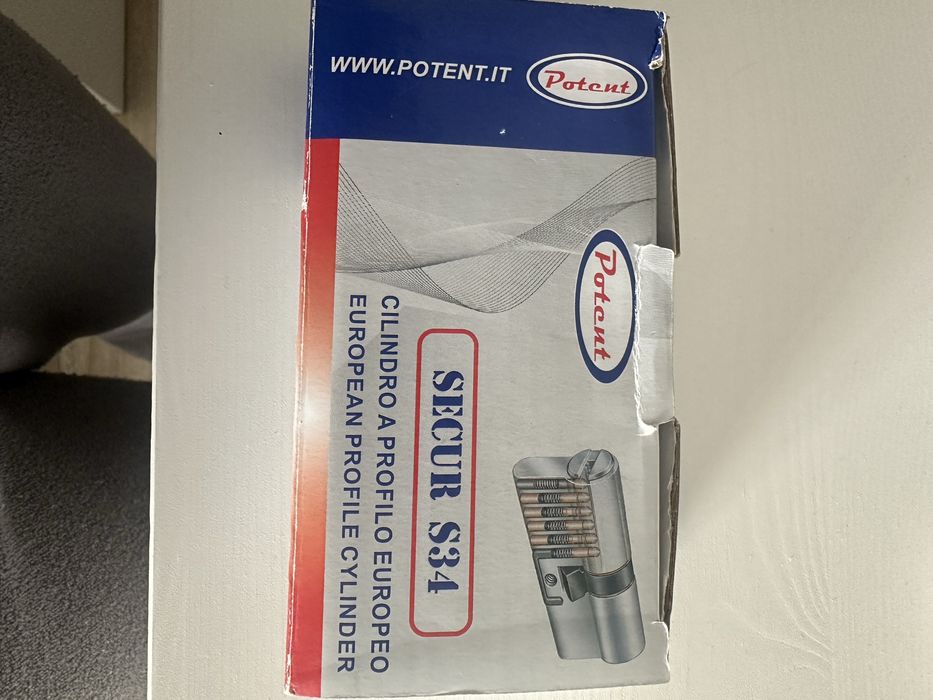 WWW.POTENT.IT
Potent
Potent
SECUR S34
CILINDRO A PROFILO EUROPEO
EUROPEAN PROFILE CYLINDER